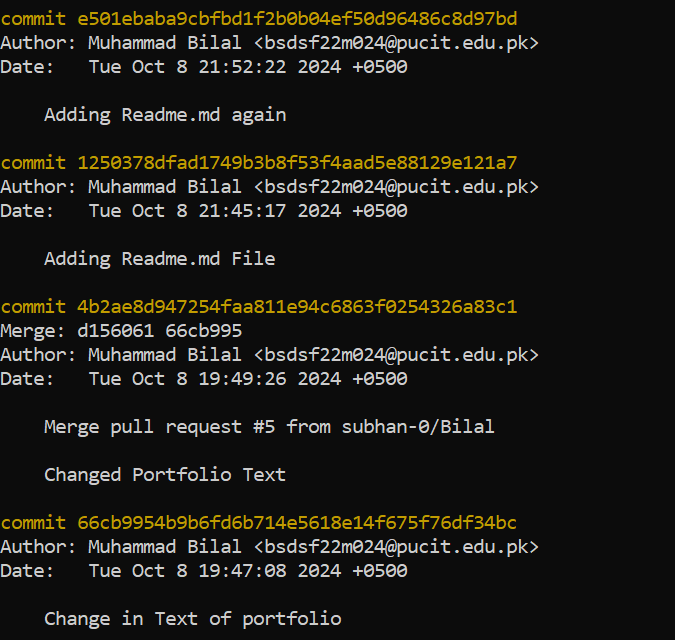 commit e501ebaba9cbfbd1f2b0b04ef50d96486c8d97bd
Author: Muhammad Bilal <bsdsf22m024@pucit.edu.pk>
Date:   Tue Oct 8 21:52:22 2024 +0500
Adding Readme.md again
commit 1250378dfad1749b3b8f53f4aad5e88129e121a7
Author: Muhammad Bilal <bsdsf22m024@pucit.edu.pk>
Date:   Tue Oct 8 21:45:17 2024 +0500
Adding Readme.md File
commit 4b2ae8d947254faa811e94c6863f0254326a83c1
Merge: d156061 66cb995
Author: Muhammad Bilal <bsdsf22m024@pucit.edu.pk>
Date:   Tue Oct 8 19:49:26 2024 +0500
Merge pull request #5 from subhan-0/Bilal
Changed Portfolio Text
commit 66cb9954b9b6fd6b714e5618e14f675f76df34bc
Author: Muhammad Bilal <bsdsf22m024@pucit.edu.pk>
Date:   Tue Oct 8 19:47:08 2024 +0500
Change in Text of portfolio